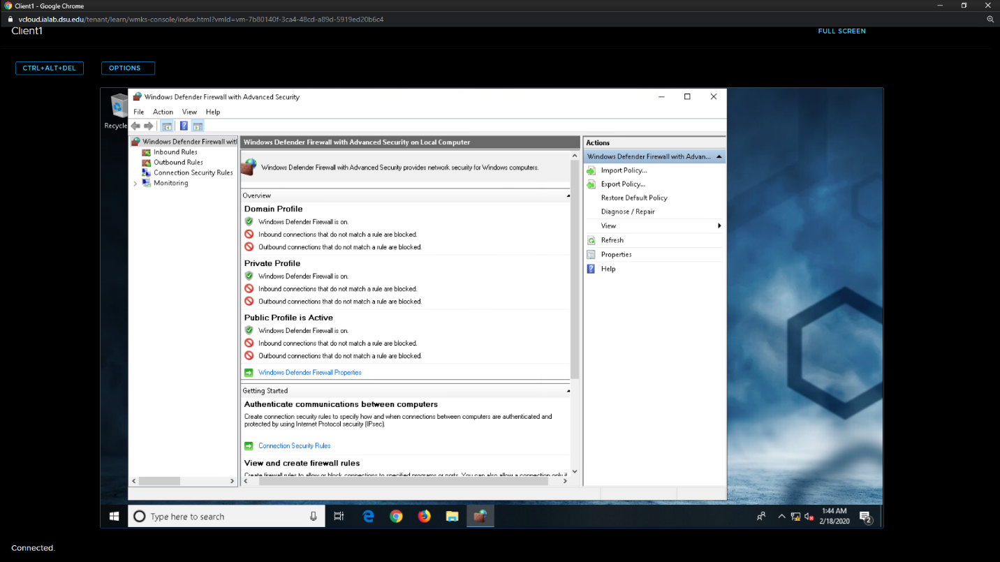 Client1 - Google Chrome
vcloud.ialab.dsu.edu/tenant/learn/wmks-console/index.html?vmId=vm-7b80140f-3ca4-48cd-a89d-5919ed20b6c4
Client1
FULL SCREEN
CTRL+ALT+DEL
OPTIONS
Recycle
Windows Defender Firewall with Advanced Security
File Action View Help
Windows Defender Firewall wit
Inbound Rules
Outbound Rules
Connection Security Rules
Monitoring
Windows Defender Firewall with Advanced Security on Local Computer
Windows Defender Firewall with Advanced Security provides network security for Windows computers.
Overview
Domain Profile
Windows Defender Firewall is on.
Inbound connections that do not match a rule are blocked.
Outbound connections that do not match a rule are blocked.
Private Profile
Windows Defender Firewall is on.
Inbound connections that do not match a rule are blocked.
Outbound connections that do not match a rule are blocked.
Public Profile is Active
Windows Defender Firewall is on.
Inbound connections that do not match a rule are blocked.
Outbound connections that do not match a rule are blocked.
Windows Defender Firewall Properties
Getting Started
Authenticate communications between computers
Create connection security rules to specify how and when connections between computers are authenticated and
protected by using Internet Protocol security (IPsec).
Connection Security Rules
View and create firewall rules
Create firewall rules to allow or block connections to specified programs or ports. You can also allow a connection only if
Actions
Windows Defender Firewall with Advan...
Import Policy...
Export Policy...
Restore Default Policy
Diagnose / Repair
View
Refresh
Properties
Help
Type here to search
1:44 AM
2/18/2020
2
Connected.